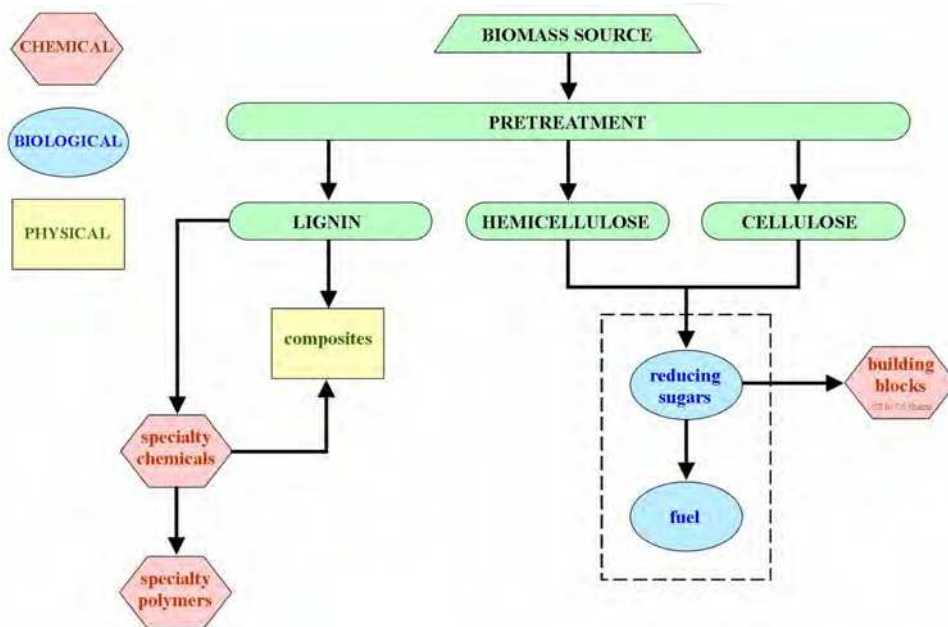 CHEMICAL
BIOLOGICAL
PHYSICAL
BIOMASS SOURCE
PRETREATMENT
LIGNIN
HEMICELLULOSE
CELLULOSE
composites
reducing
sugars
building
blocks
specialty
chemicals
fuel
specialty
polymers